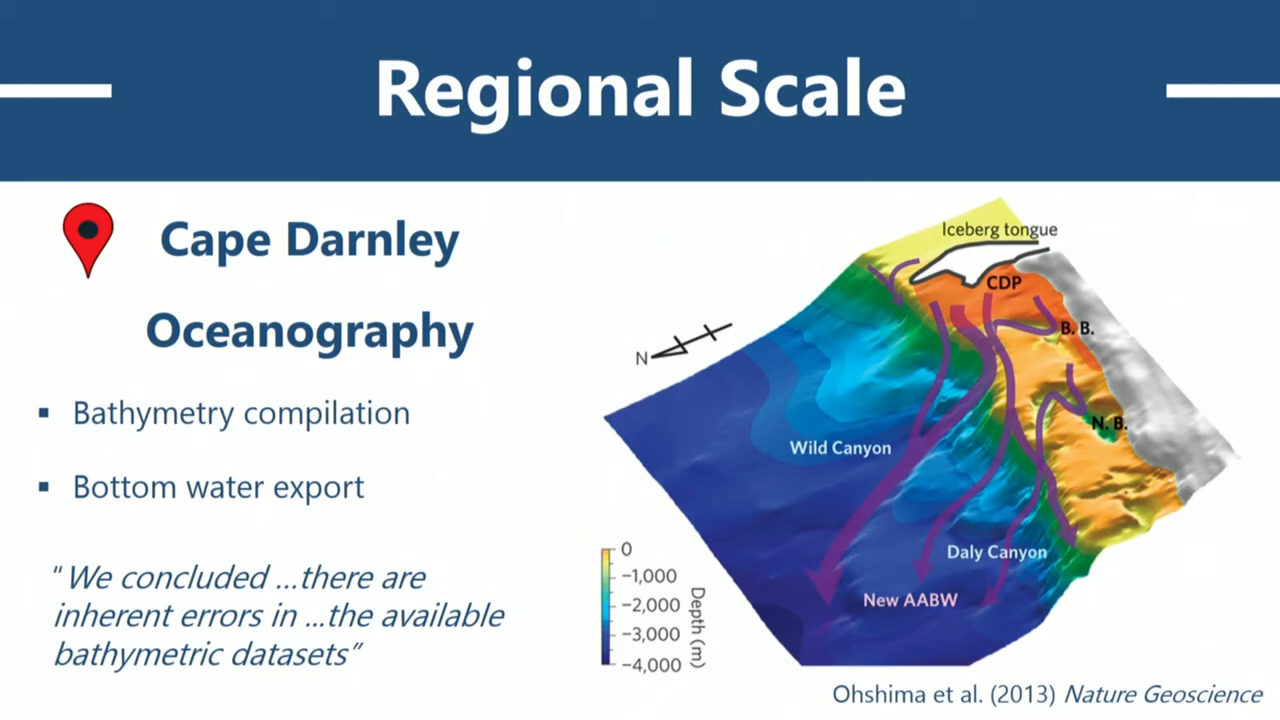 Regional Scale
Cape Darnley
Oceanography
▪ Bathymetry compilation
▪ Bottom water export
“We concluded ...there are
inherent errors in ...the available
bathymetric datasets”
Iceberg tongue
CDP
B. B.
N
N. B.
Wild Canyon
Daly Canyon
New AABW
0
−1,000
−2,000
−3,000
−4,000
Depth (m)
Ohshima et al. (2013) Nature Geoscience